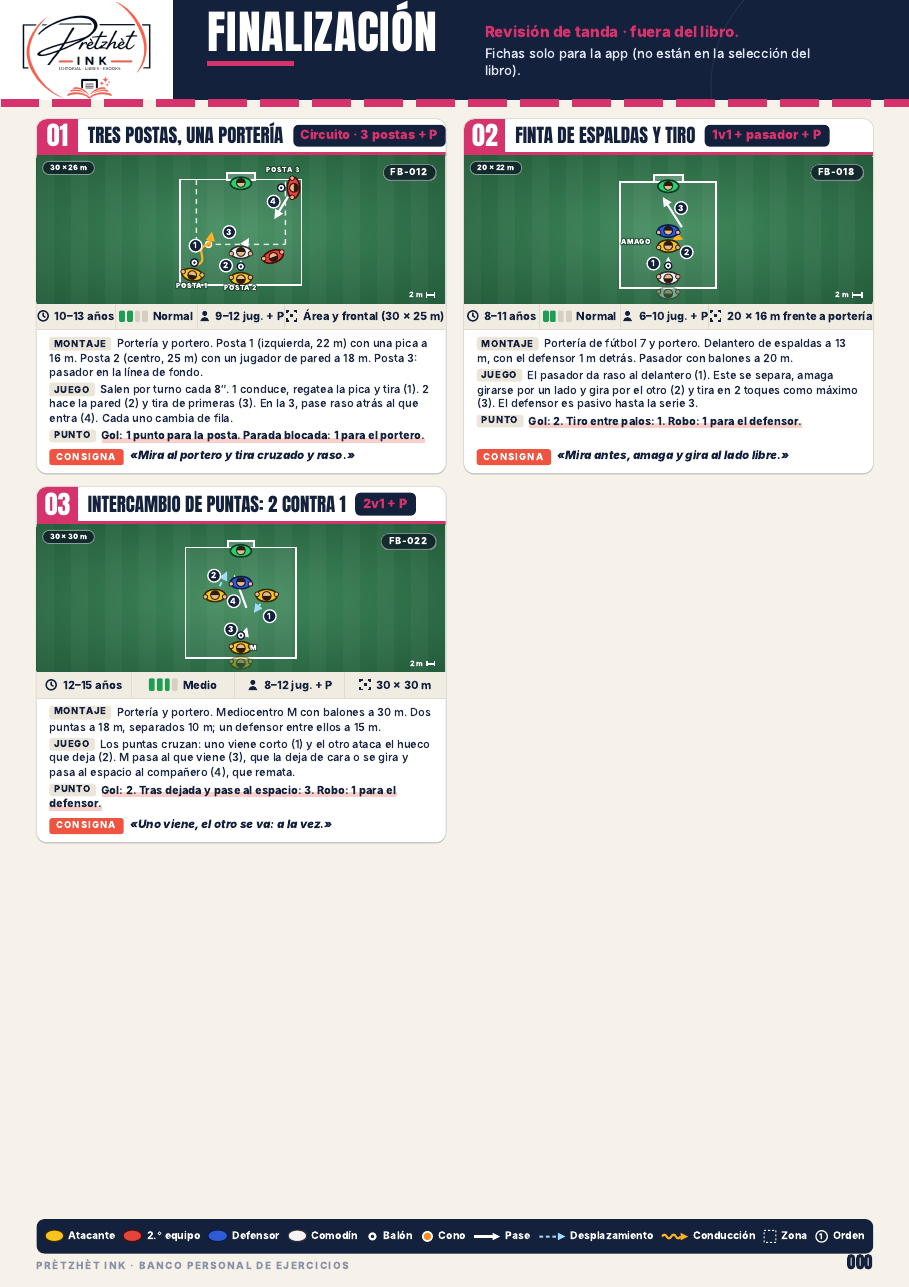 Prètzhèt
INK
EDITORIAL · LIBROS · EBOOKS
FINALIZACIÓN
Revisión de tanda · fuera del libro.
Fichas solo para la app (no están en la selección del
libro).
01 TRES POSTAS, UNA PORTERÍA Circuito · 3 postas + P
30 × 26 m
FB-012
POSTA 3
4
3
1
2
POSTA 1
POSTA 2
2 m
10–13 años Normal 9–12 jug. + P Área y frontal (30 × 25 m)
MONTAJE Portería y portero. Posta 1 (izquierda, 22 m) con una pica a
16 m. Posta 2 (centro, 25 m) con un jugador de pared a 18 m. Posta 3:
pasador en la línea de fondo.
JUEGO Salen por turno cada 8″. 1 conduce, regatea la pica y tira (1). 2
hace la pared (2) y tira de primeras (3). En la 3, pase raso atrás al que
entra (4). Cada uno cambia de fila.
PUNTO Gol: 1 punto para la posta. Parada blocada: 1 para el portero.
CONSIGNA «Mira al portero y tira cruzado y raso.»
02 FINTA DE ESPALDAS Y TIRO 1v1 + pasador + P
20 × 22 m
FB-018
3
AMAGO
2
1
2 m
8–11 años Normal 6–10 jug. + P 20 × 16 m frente a portería
MONTAJE Portería de fútbol 7 y portero. Delantero de espaldas a 13
m, con el defensor 1 m detrás. Pasador con balones a 20 m.
JUEGO El pasador da raso al delantero (1). Este se separa, amaga
girarse por un lado y gira por el otro (2) y tira en 2 toques como máximo
(3). El defensor es pasivo hasta la serie 3.
PUNTO Gol: 2. Tiro entre palos: 1. Robo: 1 para el defensor.
CONSIGNA «Mira antes, amaga y gira al lado libre.»
03 INTERCAMBIO DE PUNTAS: 2 CONTRA 1 2v1 + P
30 × 30 m
FB-022
2
4
1
3
M
2 m
12–15 años Medio 8–12 jug. + P 30 × 30 m
MONTAJE Portería y portero. Mediocentro M con balones a 30 m. Dos
puntas a 18 m, separados 10 m; un defensor entre ellos a 15 m.
JUEGO Los puntas cruzan: uno viene corto (1) y el otro ataca el hueco
que deja (2). M pasa al que viene (3), que la deja de cara o se gira y
pasa al espacio al compañero (4), que remata.
PUNTO Gol: 2. Tras dejada y pase al espacio: 3. Robo: 1 para el
defensor.
CONSIGNA «Uno viene, el otro se va: a la vez.»
Atacante 2.º equipo Defensor Comodín Balón Cono Pase Desplazamiento Conducción Zona 1 Orden
PRÈTZHÈT INK · BANCO PERSONAL DE EJERCICIOS
000